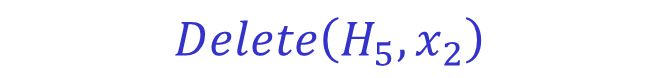 Delete(H₅, x₂)